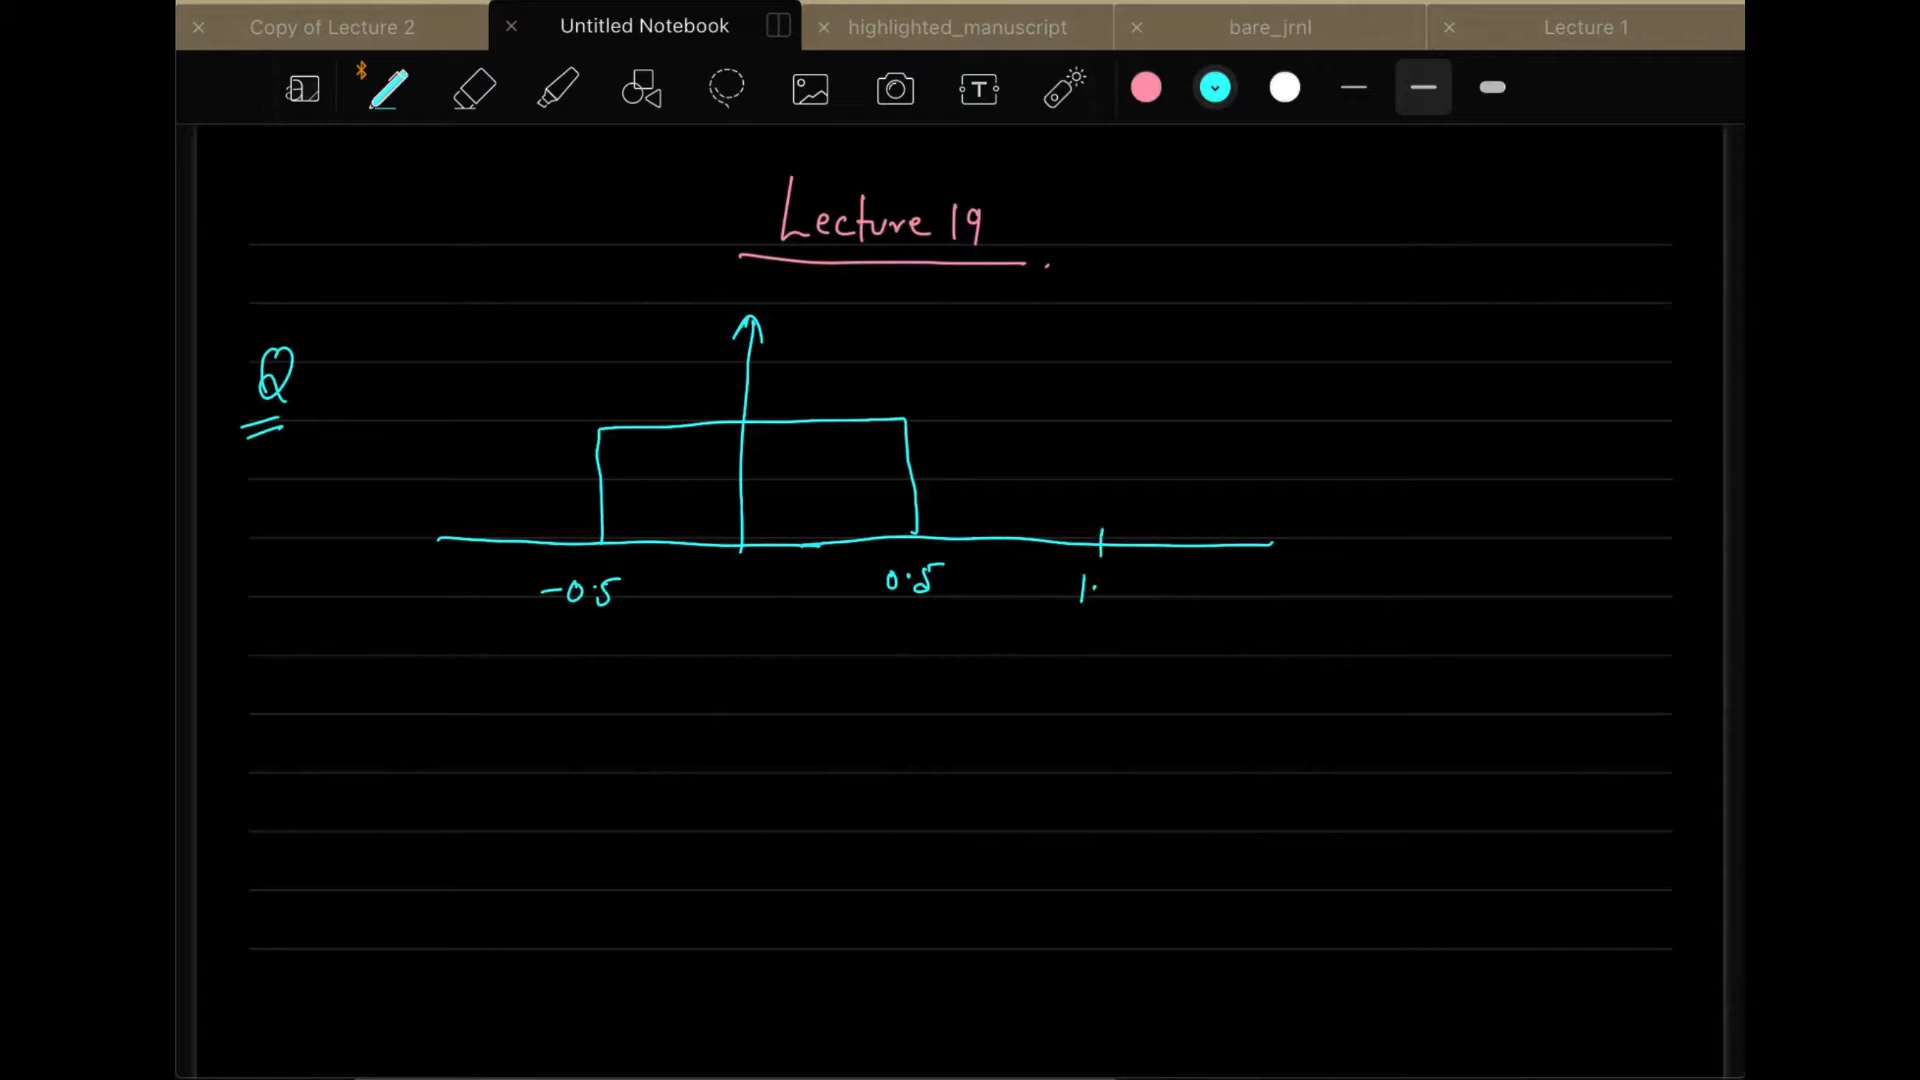 Copy of Lecture 2
Untitled Notebook
highlighted_manuscript
bare_jrnl
Lecture 1
Lecture 19
Q
-0.5
0.5
1.